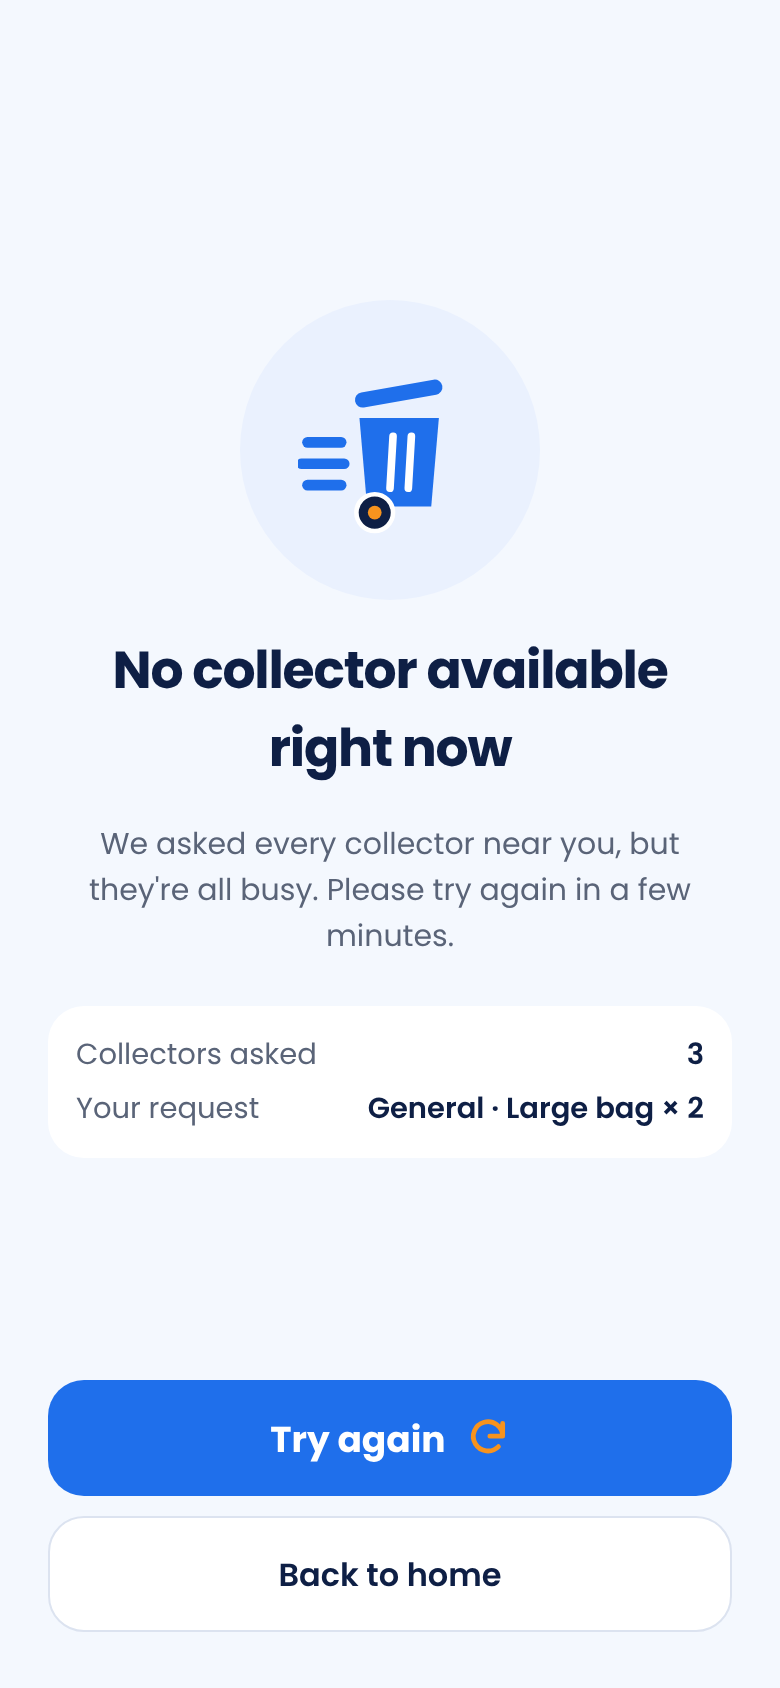 No collector available
right now
We asked every collector near you, but
they're all busy. Please try again in a few
minutes.
Collectors asked 3
Your request General · Large bag × 2
Try again
Back to home